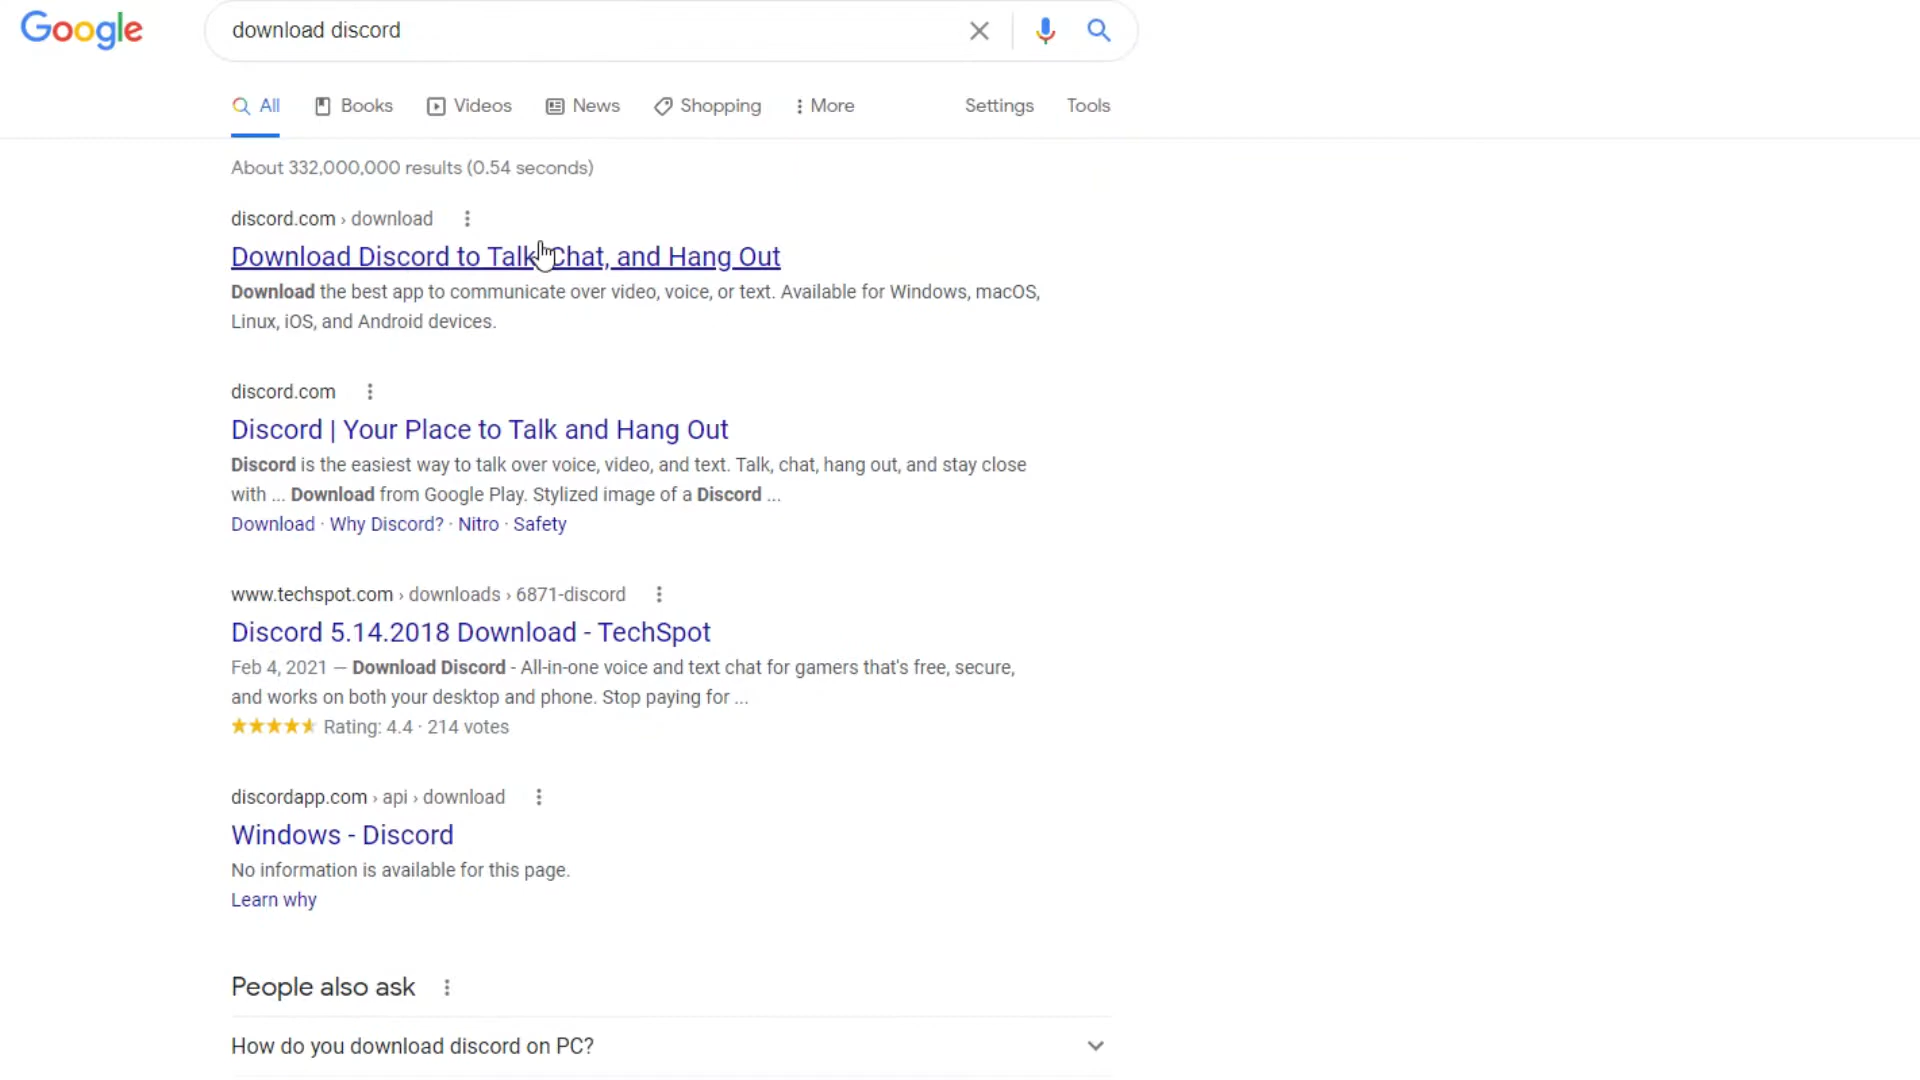 Google
download discord
All Books Videos News Shopping More Settings Tools
About 332,000,000 results (0.54 seconds)
discord.com › download
Download Discord to Talk, Chat, and Hang Out
Download the best app to communicate over video, voice, or text. Available for Windows, macOS,
Linux, iOS, and Android devices.
discord.com
Discord | Your Place to Talk and Hang Out
Discord is the easiest way to talk over voice, video, and text. Talk, chat, hang out, and stay close
with ... Download from Google Play. Stylized image of a Discord ...
Download · Why Discord? · Nitro · Safety
www.techspot.com › downloads › 6871-discord
Discord 5.14.2018 Download - TechSpot
Feb 4, 2021 — Download Discord - All-in-one voice and text chat for gamers that's free, secure,
and works on both your desktop and phone. Stop paying for ...
Rating: 4.4 · 214 votes
discordapp.com › api › download
Windows - Discord
No information is available for this page.
Learn why
People also ask
How do you download discord on PC?